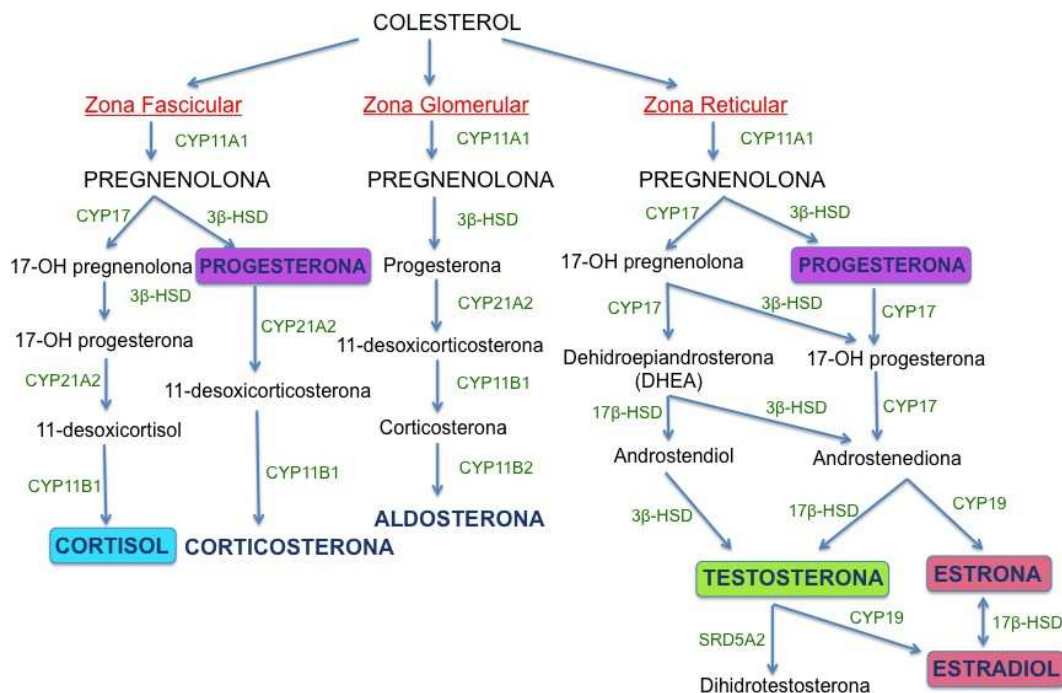 COLESTEROL
Zona Fascicular
Zona Glomerular
Zona Reticular
CYP11A1
CYP11A1
CYP11A1
PREGNENOLONA
PREGNENOLONA
PREGNENOLONA
CYP17
3β-HSD
3β-HSD
CYP17
3β-HSD
17-OH pregnenolona
PROGESTERONA
Progesterona
17-OH pregnenolona
PROGESTERONA
3β-HSD
CYP21A2
CYP21A2
CYP17
3β-HSD
CYP17
17-OH progesterona
11-desoxicorticosterona
Dehidroepiandrosterona
(DHEA)
17-OH progesterona
CYP21A2
11-desoxicorticosterona
CYP11B1
17β-HSD
3β-HSD
CYP17
11-desoxicortisol
Corticosterona
Androstendiol
Androstenediona
CYP11B1
CYP11B1
CYP11B2
3β-HSD
17β-HSD
CYP19
CORTISOL
CORTICOSTERONA
ALDOSTERONA
TESTOSTERONA
ESTRONA
SRD5A2
CYP19
17β-HSD
Dihidrotestosterona
ESTRADIOL